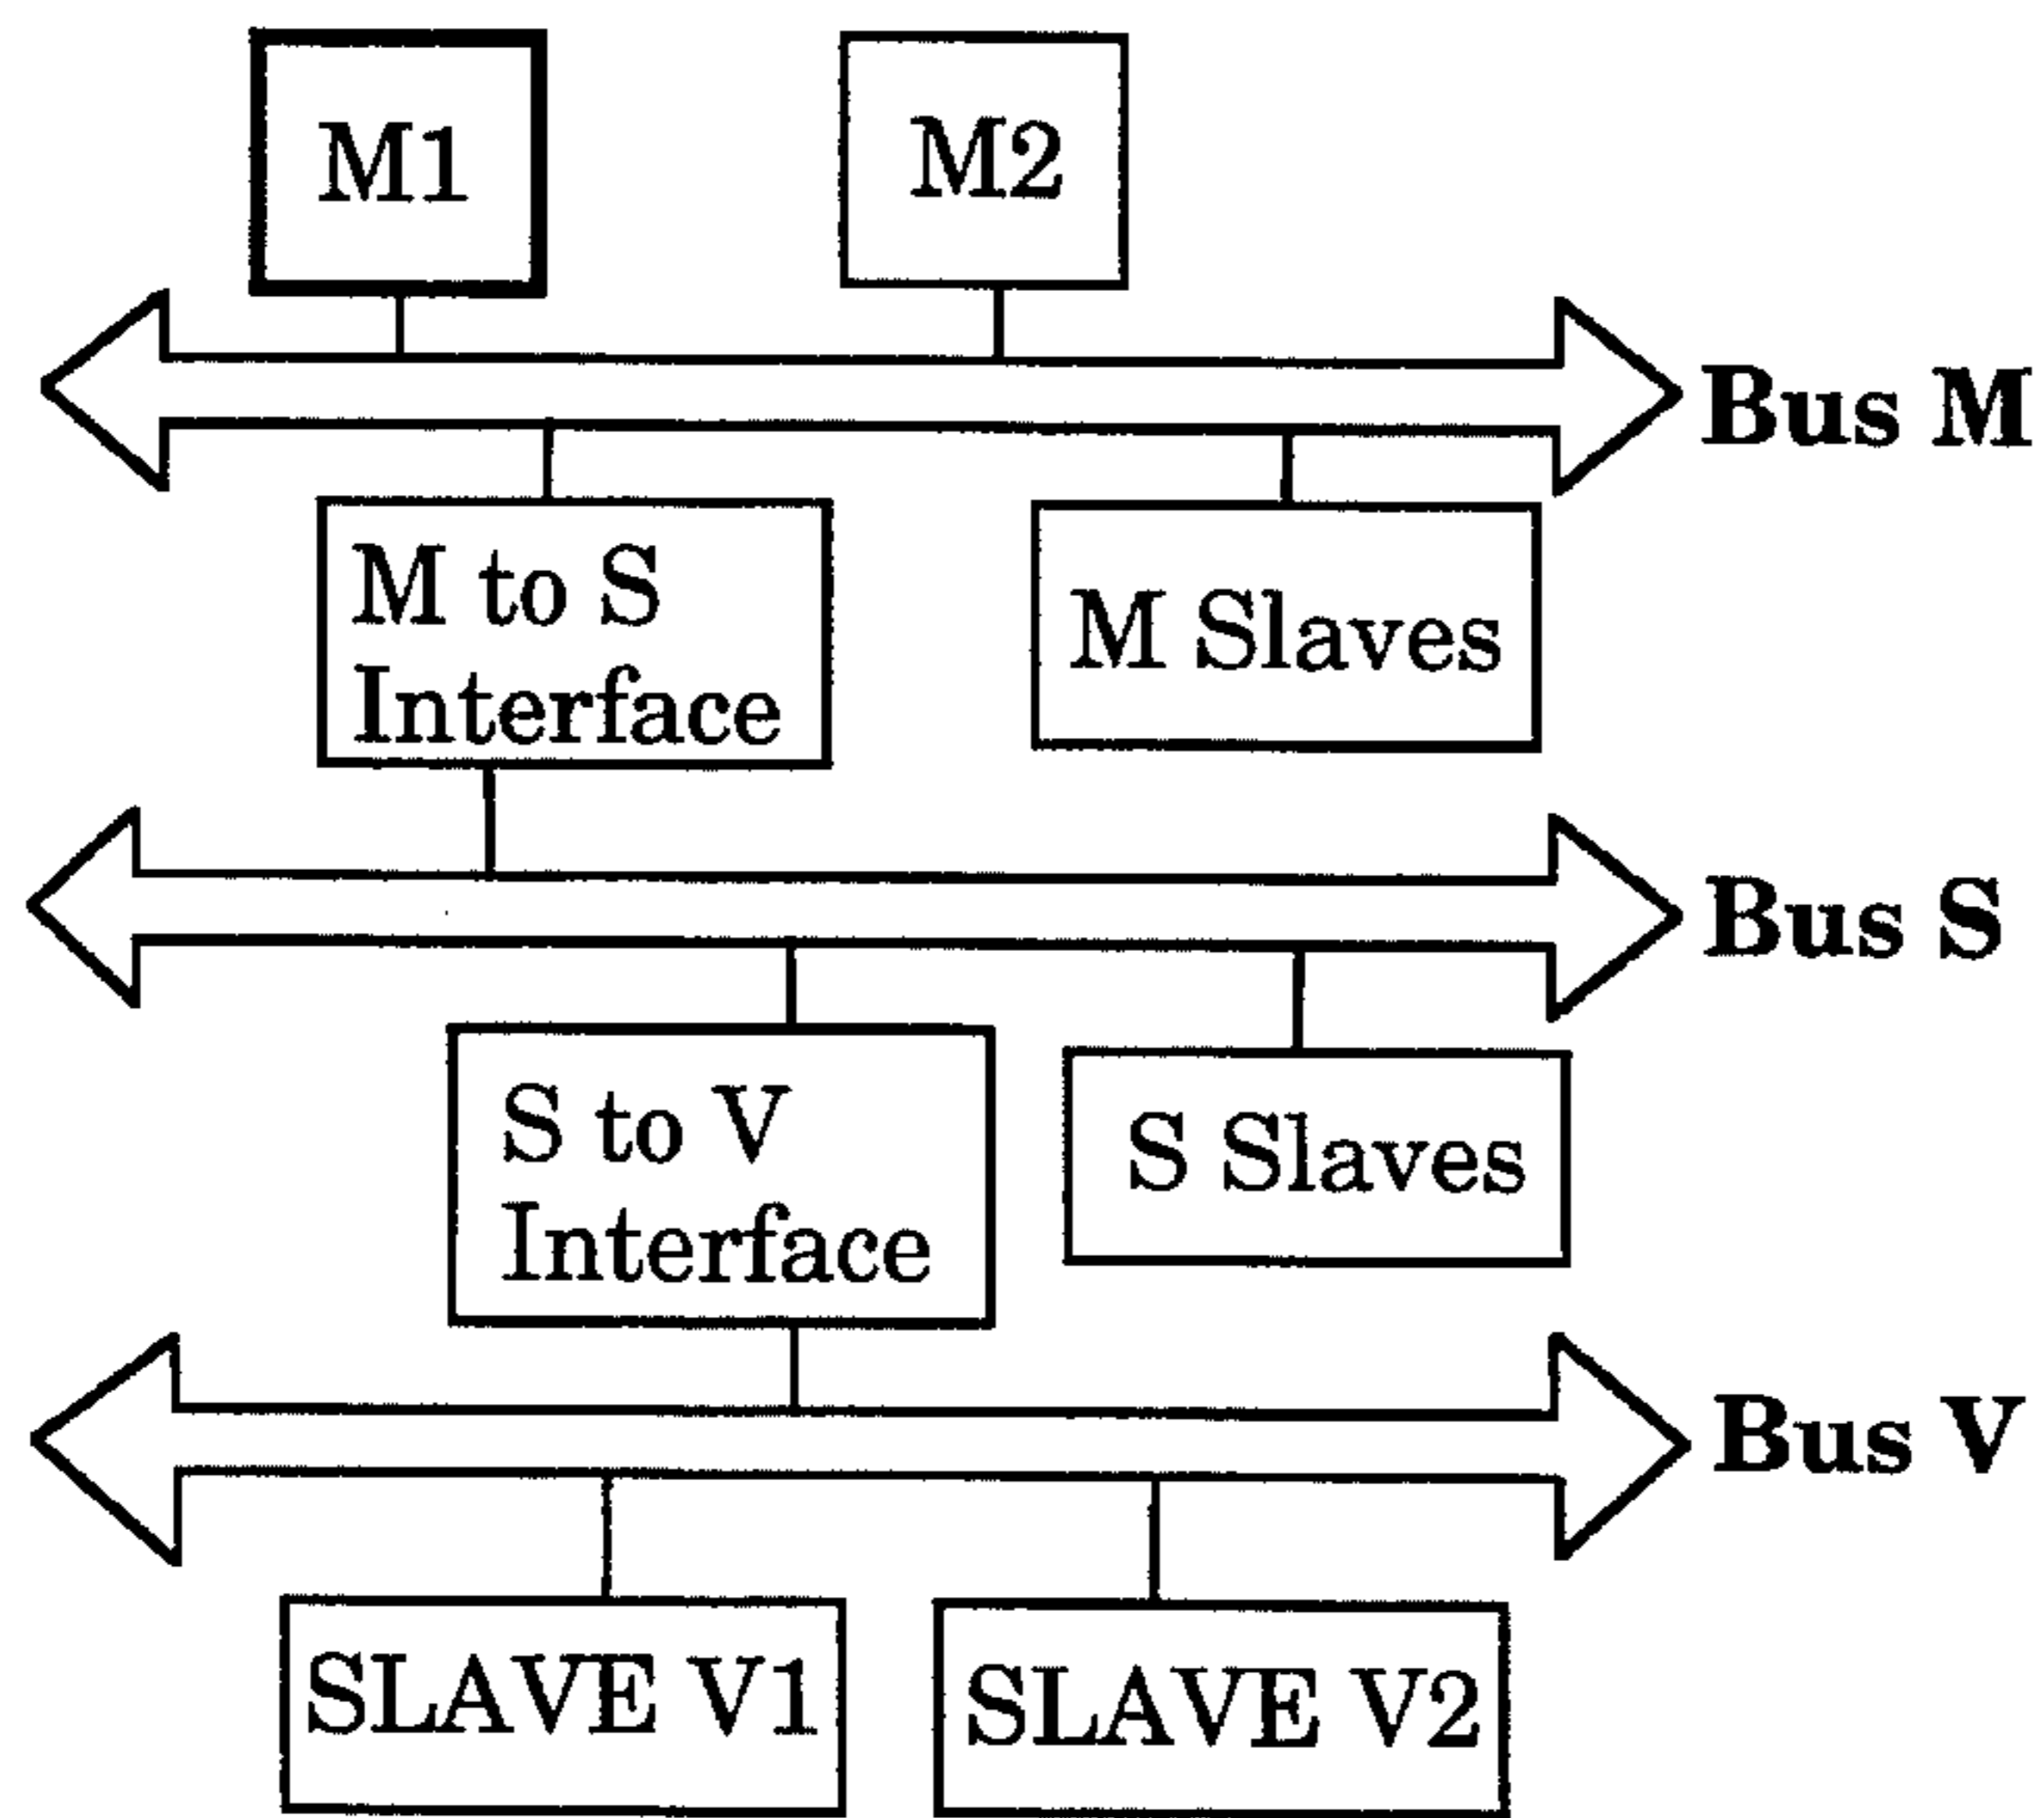 M1
M2
Bus M
M to S
Interface
M Slaves
Bus S
S to V
Interface
S Slaves
Bus V
SLAVE V1
SLAVE V2